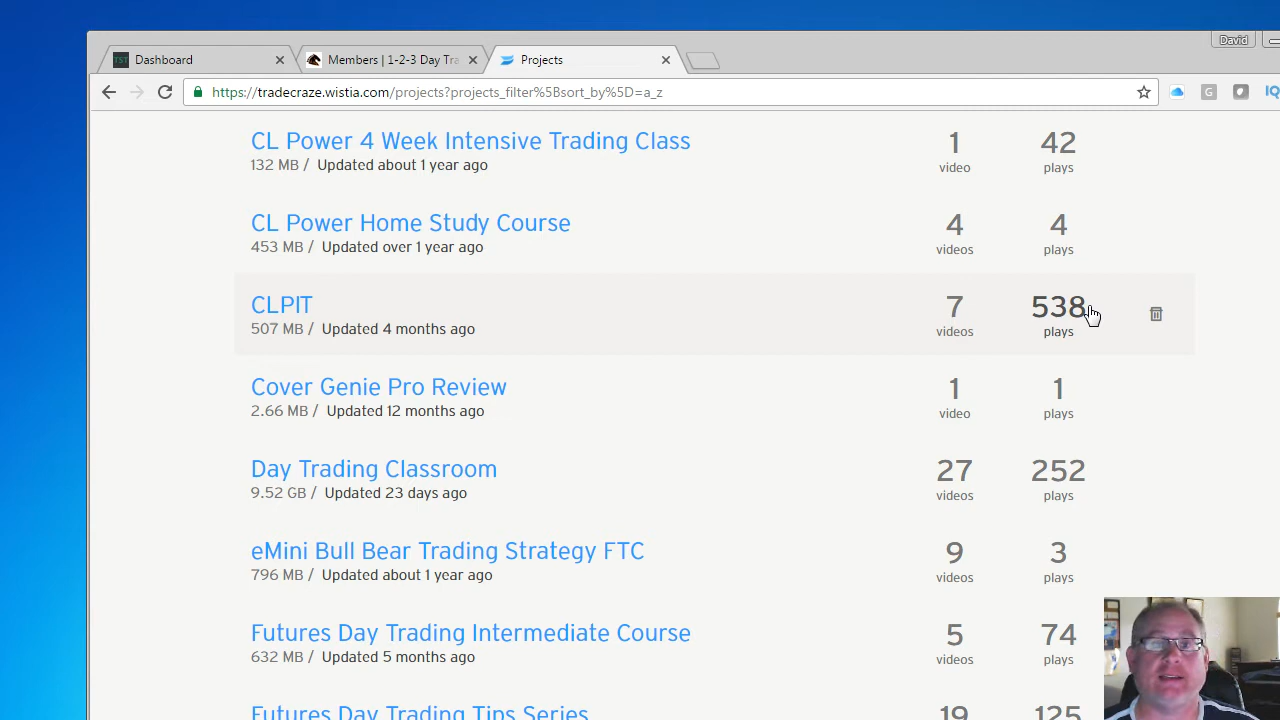 David
TST Dashboard
Members | 1-2-3 Day Tra
Projects
https://tradecraze.wistia.com/projects?projects_filter%5Bsort_by%5D=a_z
G
IQ
CL Power 4 Week Intensive Trading Class
132 MB / Updated about 1 year ago
1 video
42 plays
CL Power Home Study Course
453 MB / Updated over 1 year ago
4 videos
4 plays
CLPIT
507 MB / Updated 4 months ago
7 videos
538 plays
Cover Genie Pro Review
2.66 MB / Updated 12 months ago
1 video
1 plays
Day Trading Classroom
9.52 GB / Updated 23 days ago
27 videos
252 plays
eMini Bull Bear Trading Strategy FTC
796 MB / Updated about 1 year ago
9 videos
3 plays
Futures Day Trading Intermediate Course
632 MB / Updated 5 months ago
5 videos
74 plays
Futures Day Trading Tips Series
19
125